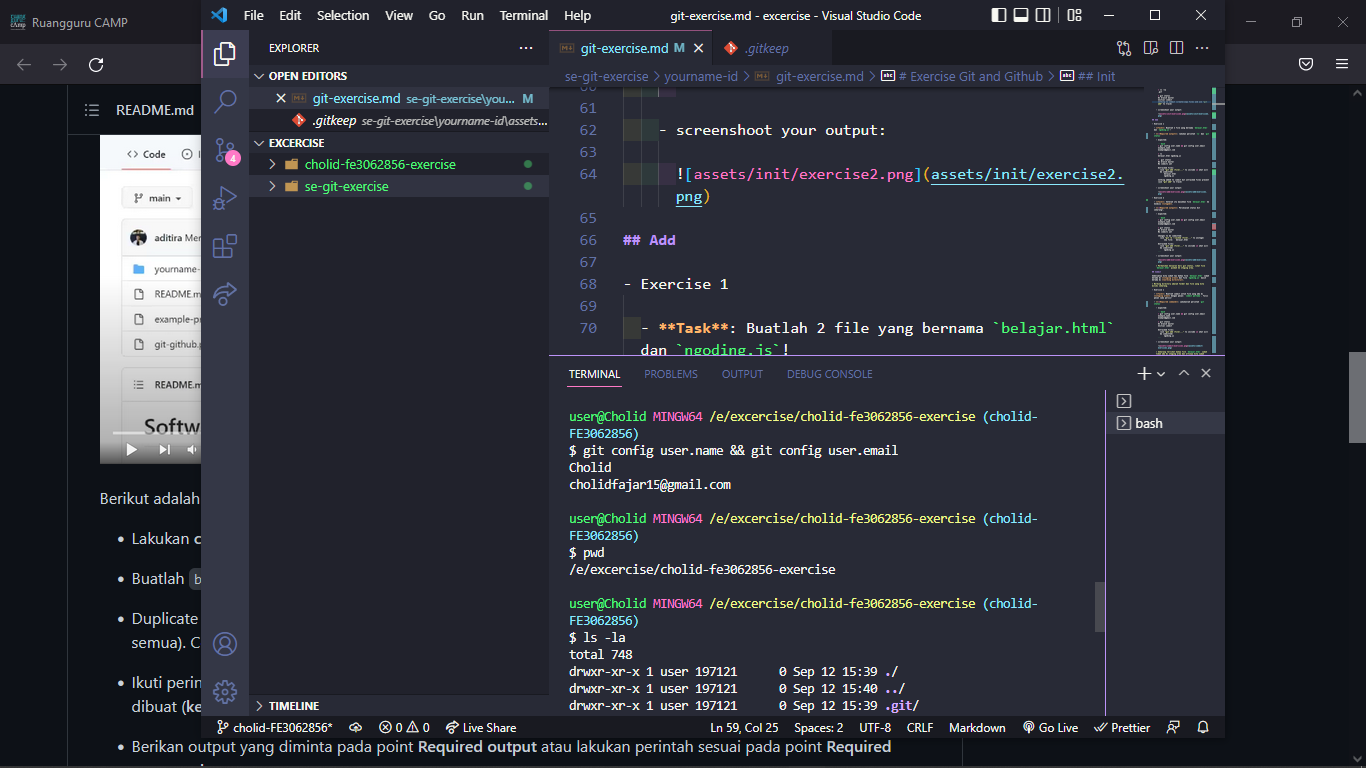 Ruangguru CAMP
File Edit Selection View Go Run Terminal Help
git-exercise.md - excercise - Visual Studio Code
README.md
Code
main
aditira Mer
yourname-
README.m
example-pr
git-github.p
README.m
Softw
Berikut adalah
Lakukan c
Buatlah b
Duplicate
semua). C
Ikuti perin
dibuat (ke
Berikan output yang diminta pada point Required output atau lakukan perintah sesuai pada point Required
4
EXPLORER
OPEN EDITORS
git-exercise.md se-git-exercise\you... M
.gitkeep se-git-exercise\yourname-id\assets...
EXCERCISE
cholid-fe3062856-exercise
se-git-exercise
TIMELINE
git-exercise.md M
.gitkeep
se-git-exercise > yourname-id > git-exercise.md > # Exercise Git and Github > ## Init
60
61
62 - screenshoot your output:
63
64 ![assets/init/exercise2.png](assets/init/exercise2.
png)
65
66 ## Add
67
68 - Exercise 1
69
70 - **Task**: Buatlah 2 file yang bernama `belajar.html`
dan `ngoding.js`!
TERMINAL PROBLEMS OUTPUT DEBUG CONSOLE
user@Cholid MINGW64 /e/excercise/cholid-fe3062856-exercise (cholid-
FE3062856)
$ git config user.name && git config user.email
Cholid
cholidfajar15@gmail.com
user@Cholid MINGW64 /e/excercise/cholid-fe3062856-exercise (cholid-
FE3062856)
$ pwd
/e/excercise/cholid-fe3062856-exercise
user@Cholid MINGW64 /e/excercise/cholid-fe3062856-exercise (cholid-
FE3062856)
$ ls -la
total 748
drwxr-xr-x 1 user 197121 0 Sep 12 15:39 ./
drwxr-xr-x 1 user 197121 0 Sep 12 15:40 ../
drwxr-xr-x 1 user 197121 0 Sep 12 15:39 .git/
bash
cholid-FE3062856* 0 0 Live Share
Ln 59, Col 25 Spaces: 2 UTF-8 CRLF Markdown Go Live Prettier